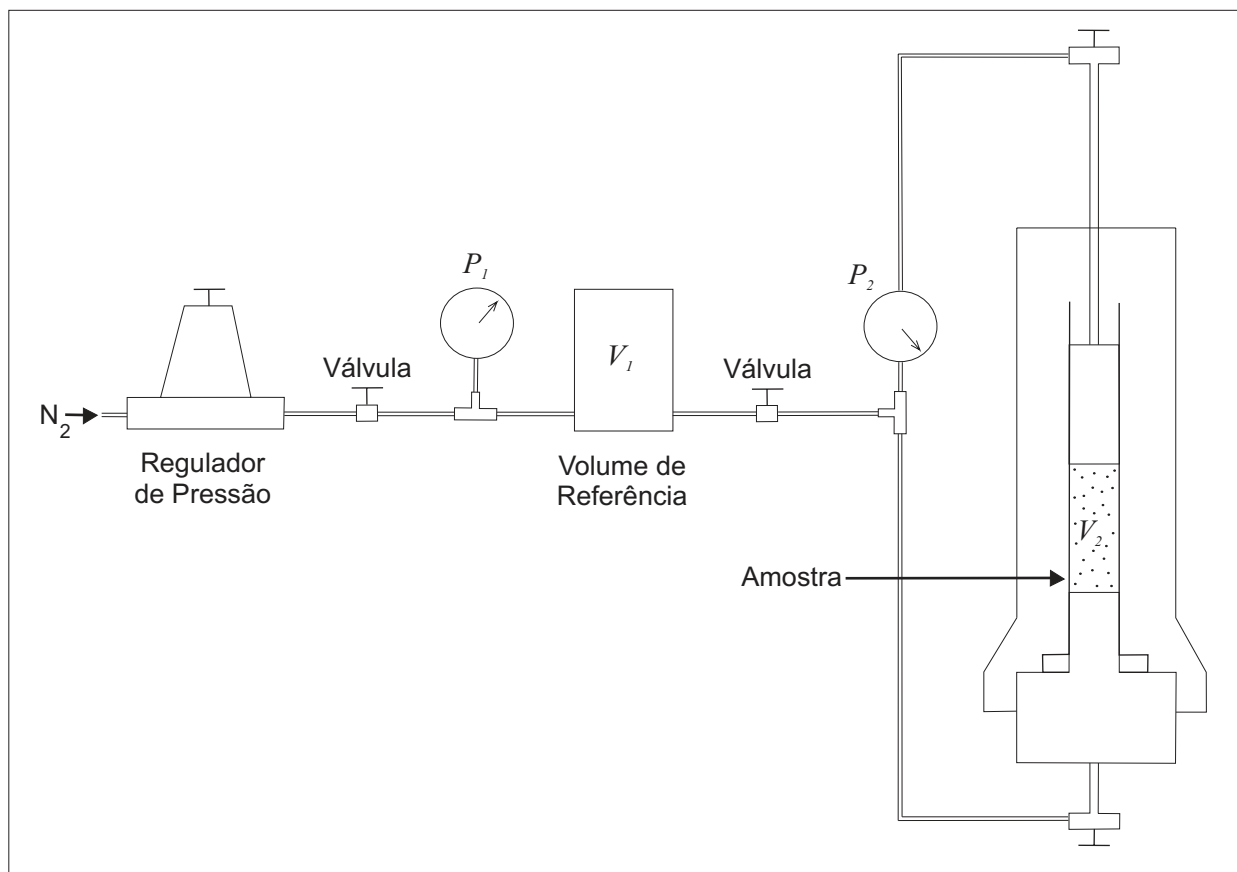 N2
Regulador
de Pressão
Válvula
P1
V1
Volume de
Referência
Válvula
P2
Amostra
V2